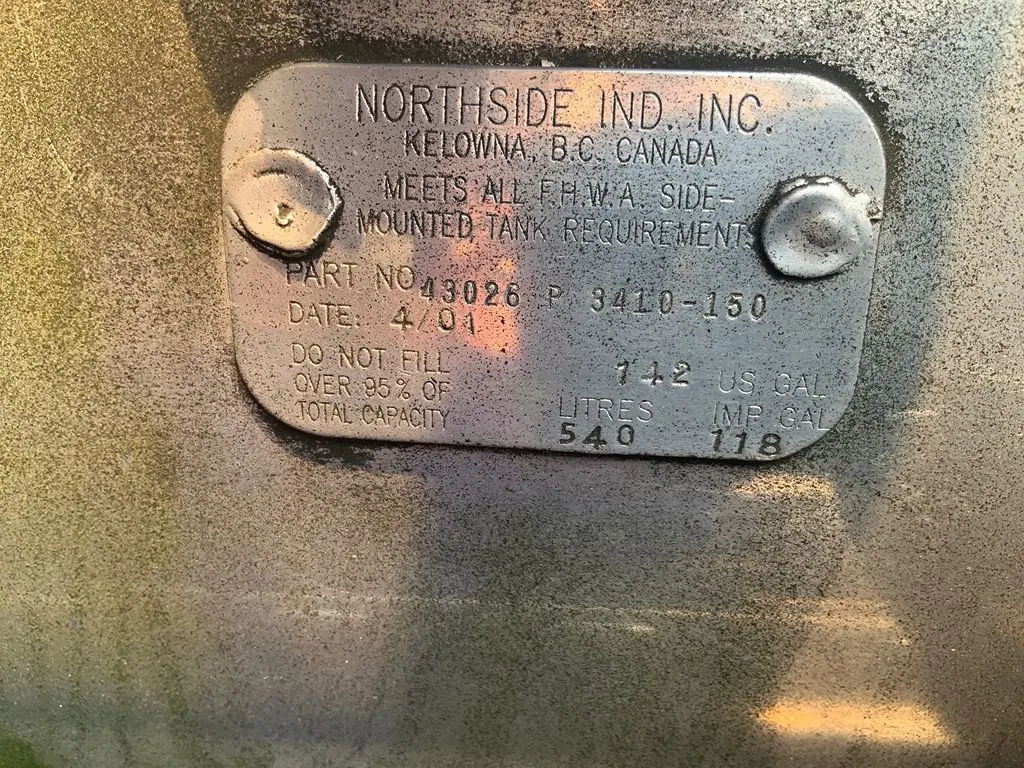 NORTHSIDE IND. INC.
KELOWNA, B.C. CANADA
MEETS ALL F.H.W.A. SIDE-
MOUNTED TANK REQUIREMENTS
PART NO. 43026 P 3410-150
DATE: 4/01
DO NOT FILL
OVER 95% OF
TOTAL CAPACITY
142 US. GAL
LITRES IMP. GAL
540 118